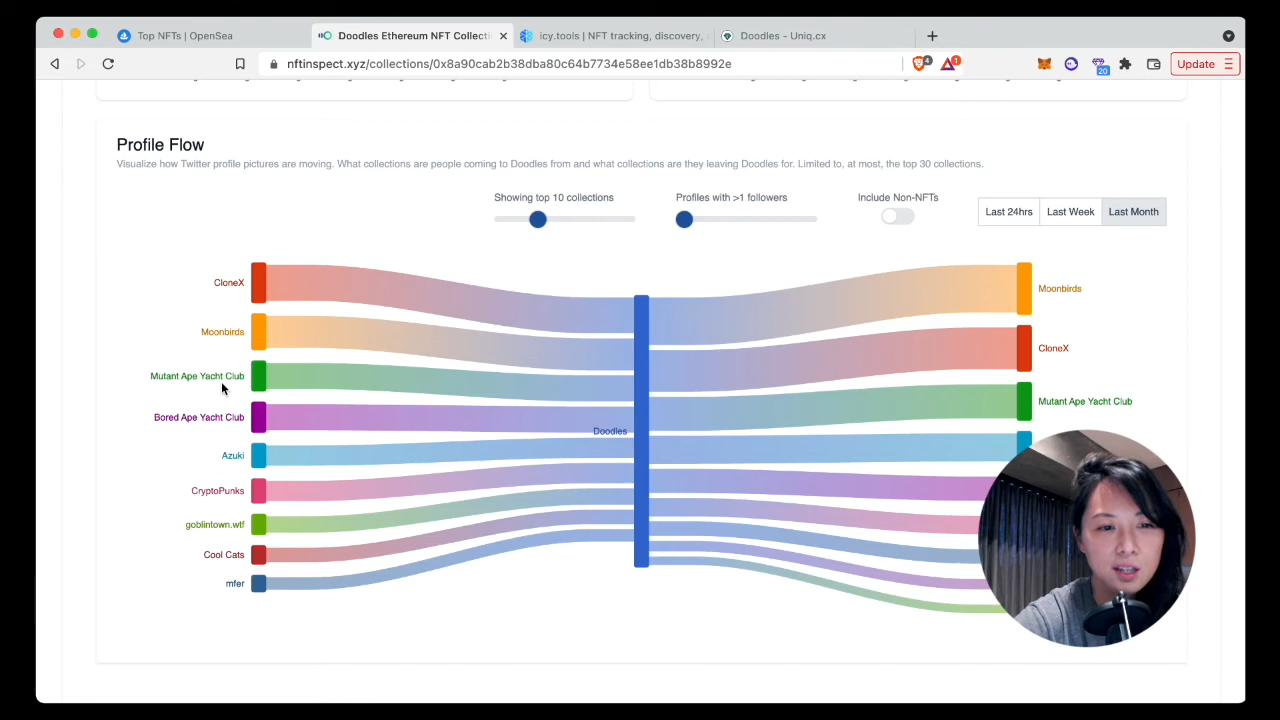 Top NFTs | OpenSea
Doodles Ethereum NFT Collecti
icy.tools | NFT tracking, discovery,
Doodles - Uniq.cx
nftinspect.xyz/collections/0x8a90cab2b38dba80c64b7734e58ee1db38b8992e
4
1
20
Update
Profile Flow
Visualize how Twitter profile pictures are moving. What collections are people coming to Doodles from and what collections are they leaving Doodles for. Limited to, at most, the top 30 collections.
Showing top 10 collections
Profiles with >1 followers
Include Non-NFTs
Last 24hrs
Last Week
Last Month
CloneX
Moonbirds
Mutant Ape Yacht Club
Bored Ape Yacht Club
Azuki
CryptoPunks
goblintown.wtf
Cool Cats
mfer
Doodles
Moonbirds
CloneX
Mutant Ape Yacht Club